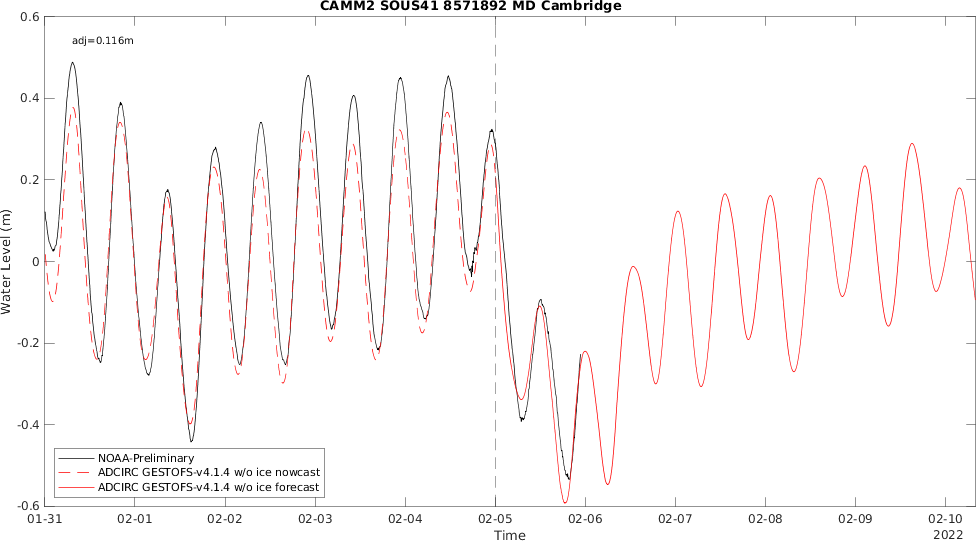 CAMM2 SOUS41 8571892 MD Cambridge
adj=0.116m
0.6
0.4
0.2
0
-0.2
-0.4
-0.6
Water Level (m)
NOAA-Preliminary
ADCIRC GESTOFS-v4.1.4 w/o ice nowcast
ADCIRC GESTOFS-v4.1.4 w/o ice forecast
01-31 02-01 02-02 02-03 02-04 02-05 02-06 02-07 02-08 02-09 02-10
Time
2022